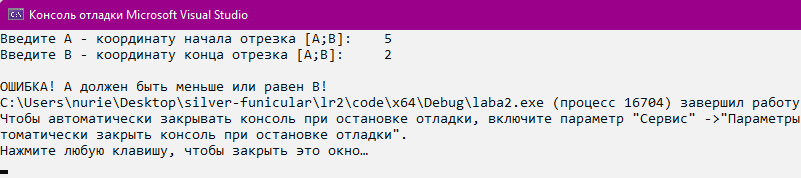 Консоль отладки Microsoft Visual Studio
Введите A - координату начала отрезка [A;B]: 5
Введите B - координату конца отрезка [A;B]: 2
ОШИБКА! A должен быть меньше или равен B!
C:\Users\nurie\Desktop\silver-funicular\lr2\code\x64\Debug\laba2.exe (процесс 16704) завершил работу
Чтобы автоматически закрывать консоль при остановке отладки, включите параметр "Сервис" ->"Параметры
томатически закрыть консоль при остановке отладки".
Нажмите любую клавишу, чтобы закрыть это окно…